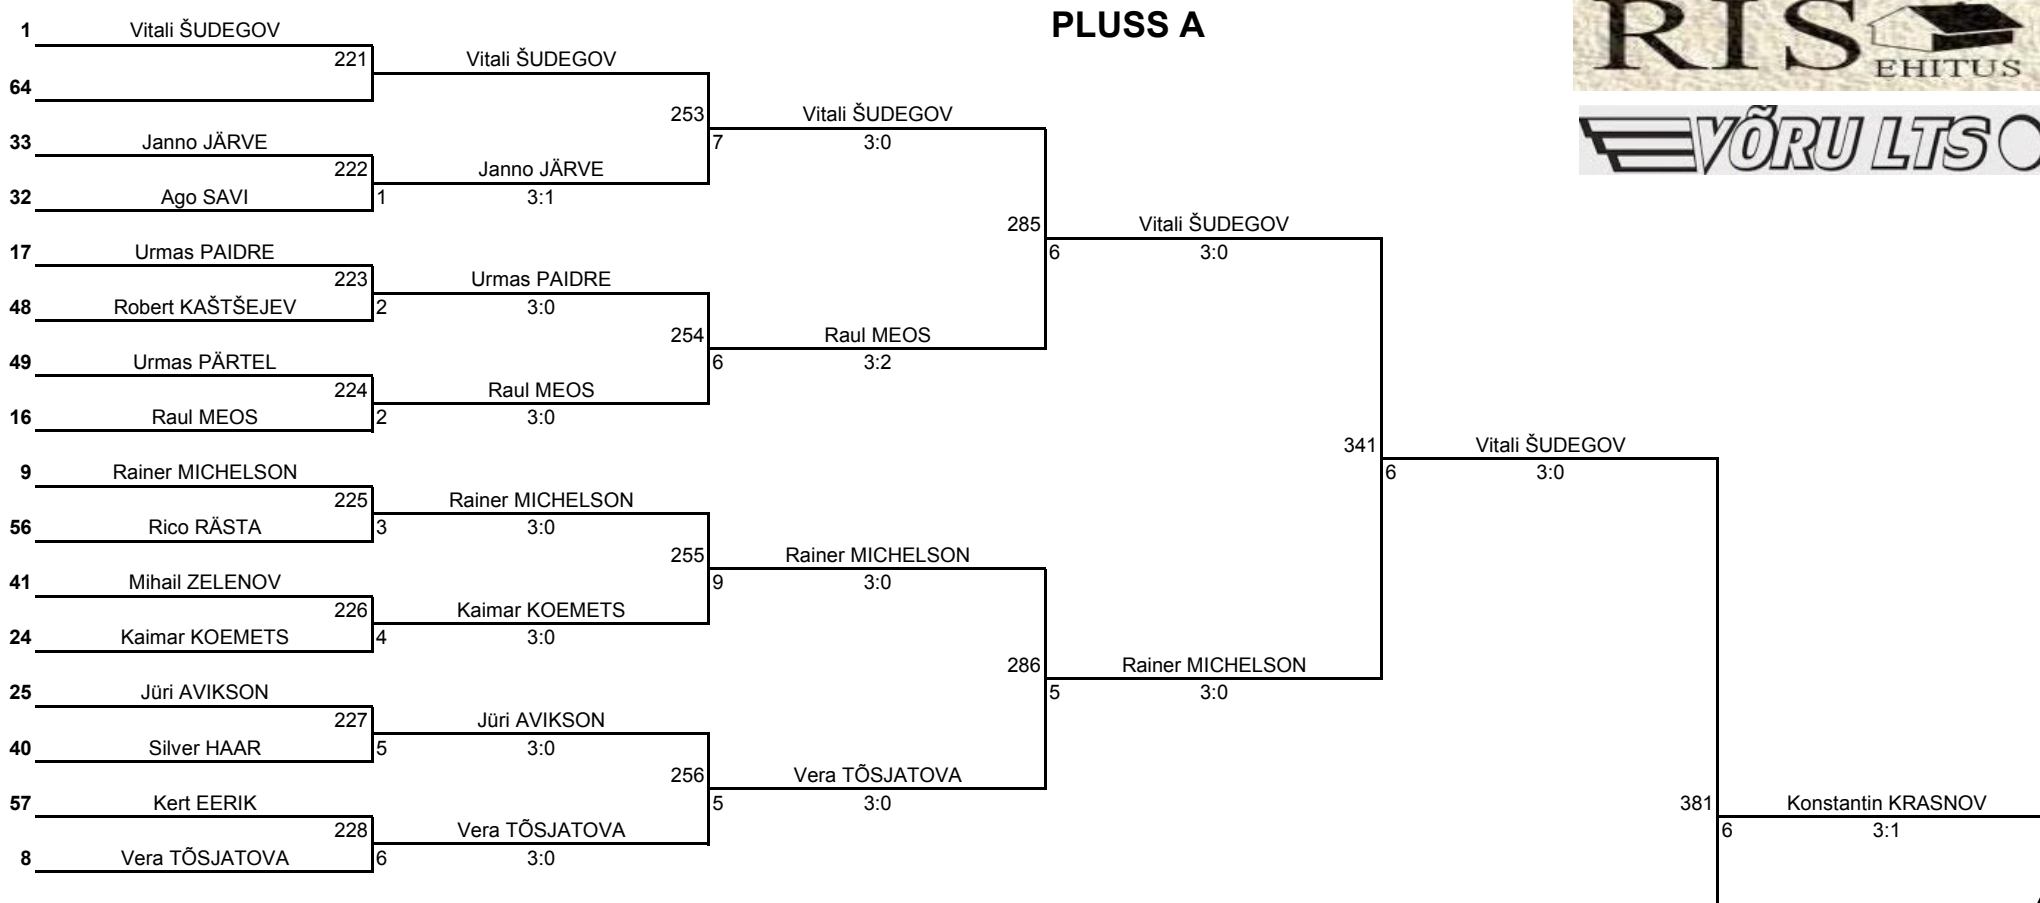 PLUSS A
RIS
EHITUS
VÕRU LTS
1 Vitali ŠUDEGOV
221 Vitali ŠUDEGOV
64
253 Vitali ŠUDEGOV
33 Janno JÄRVE
7 3:0
222 Janno JÄRVE
32 Ago SAVI 1 3:1
285 Vitali ŠUDEGOV
17 Urmas PAIDRE
6 3:0
223 Urmas PAIDRE
48 Robert KAŠTŠEJEV 2 3:0
254 Raul MEOS
49 Urmas PÄRTEL
6 3:2
224 Raul MEOS
16 Raul MEOS 2 3:0
341 Vitali ŠUDEGOV
9 Rainer MICHELSON
6 3:0
225 Rainer MICHELSON
56 Rico RÄSTA 3 3:0
255 Rainer MICHELSON
41 Mihail ZELENOV
9 3:0
226 Kaimar KOEMETS
24 Kaimar KOEMETS 4 3:0
286 Rainer MICHELSON
25 Jüri AVIKSON
5 3:0
227 Jüri AVIKSON
40 Silver HAAR 5 3:0
256 Vera TÕSJATOVA
57 Kert EERIK
5 3:0
381 Konstantin KRASNOV
228 Vera TÕSJATOVA
6 3:1
8 Vera TÕSJATOVA 6 3:0